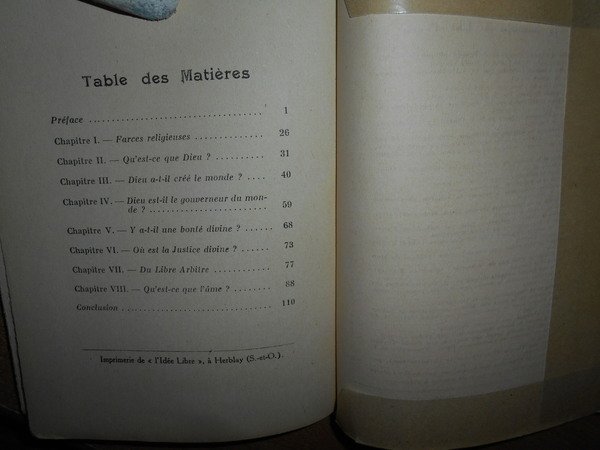 Table des Matières
Préface .......................... 1
Chapitre I. — Farces religieuses .............. 26
Chapitre II. — Qu'est-ce que Dieu ? .......... 31
Chapitre III. — Dieu a-t-il créé le monde ? .... 40
Chapitre IV. — Dieu est-il le gouverneur du mon-
de ? ........................ 59
Chapitre V. — Y a-t-il une bonté divine ? .... 68
Chapitre VI. — Où est la Justice divine ? ...... 73
Chapitre VII. — Du Libre Arbitre ............ 77
Chapitre VIII. — Qu'est-ce que l'âme ? ........ 88
Conclusion .............................. 110
Imprimerie de « l'Idée Libre », à Herblay (S.-et-O.).